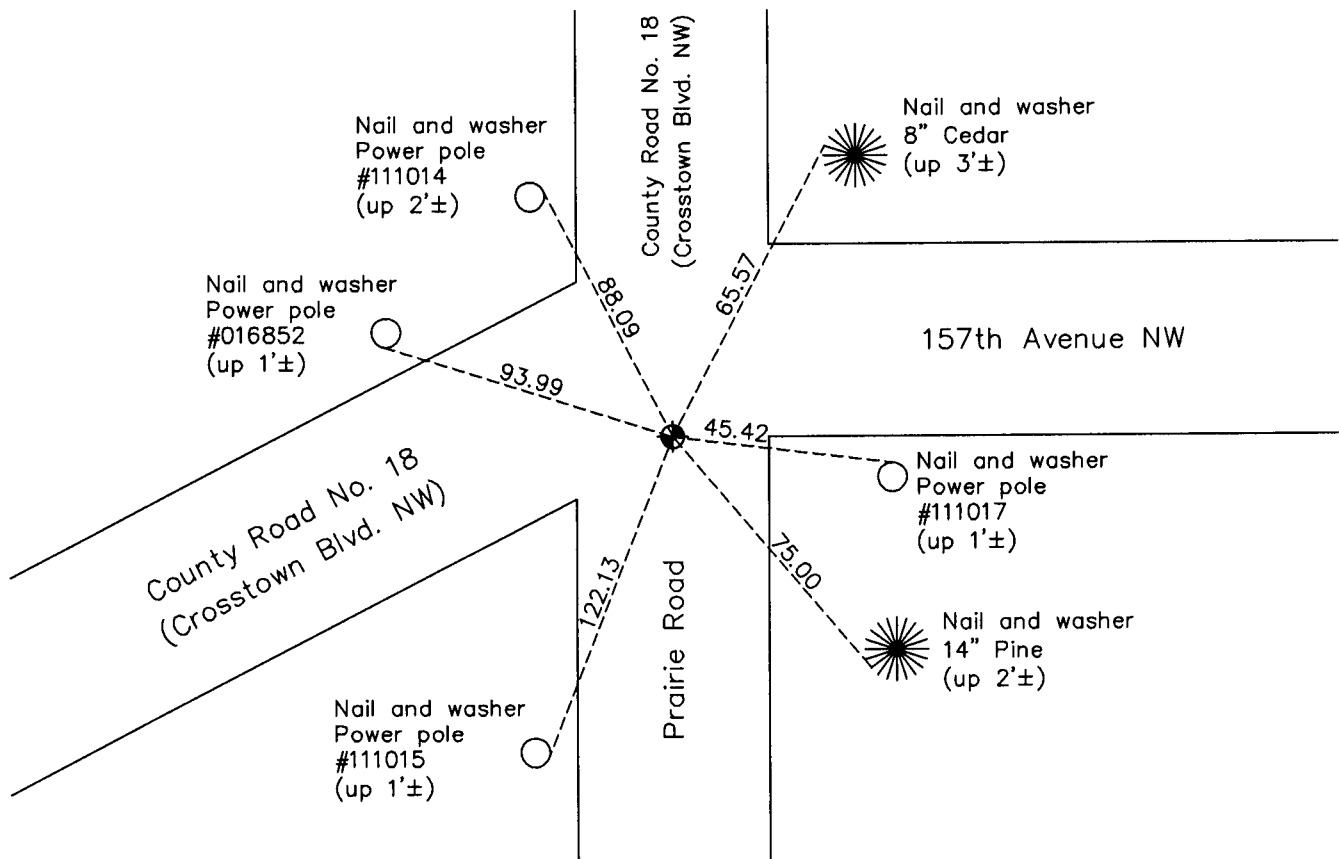 County Road No. 18
(Crosstown Blvd. NW)
Nail and washer
8" Cedar
(up 3'±)
Nail and washer
Power pole
#111014
(up 2'±)
88.09
65.57
Nail and washer
Power pole
#016852
(up 1'±)
93.99
157th Avenue NW
45.42
Nail and washer
Power pole
#111017
(up 1'±)
County Road No. 18
(Crosstown Blvd. NW)
122.13
75.00
Prairie Road
Nail and washer
14" Pine
(up 2'±)
Nail and washer
Power pole
#111015
(up 1'±)